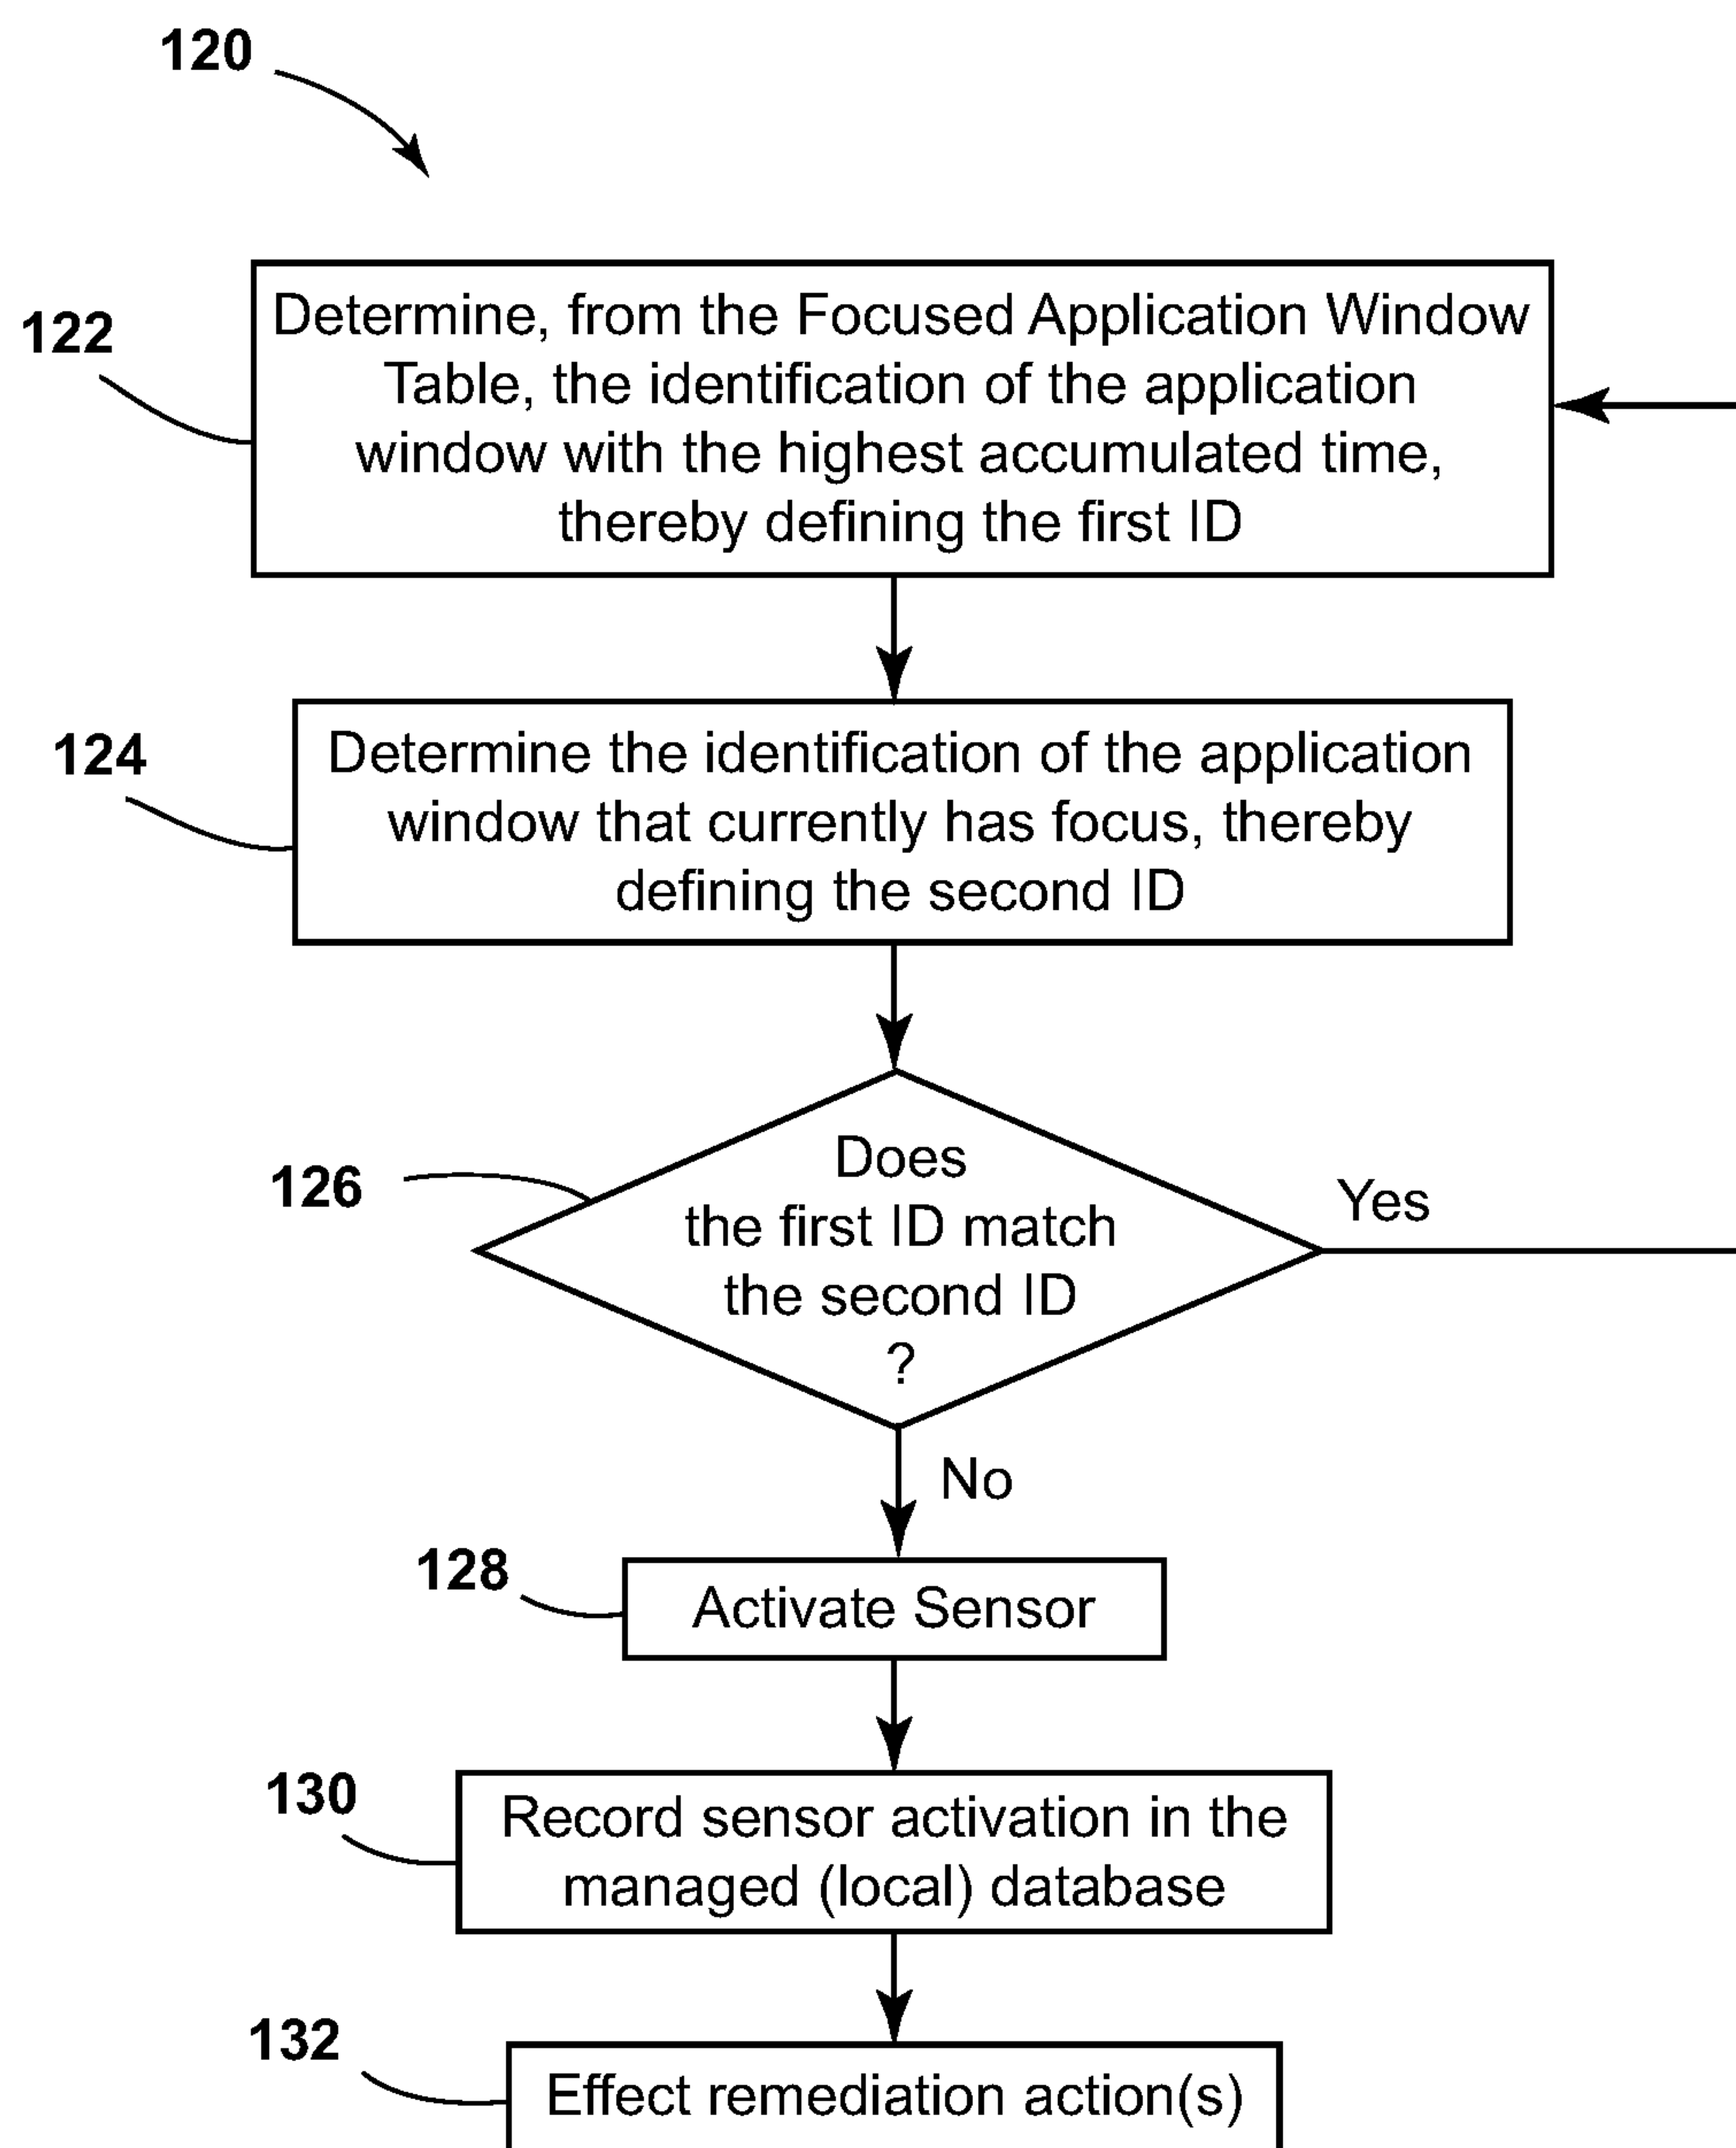 120
122
Determine, from the Focused Application Window
Table, the identification of the application
window with the highest accumulated time,
thereby defining the first ID
124
Determine the identification of the application
window that currently has focus, thereby
defining the second ID
126
Does
the first ID match
the second ID
?
Yes
No
128
Activate Sensor
130
Record sensor activation in the
managed (local) database
132
Effect remediation action(s)